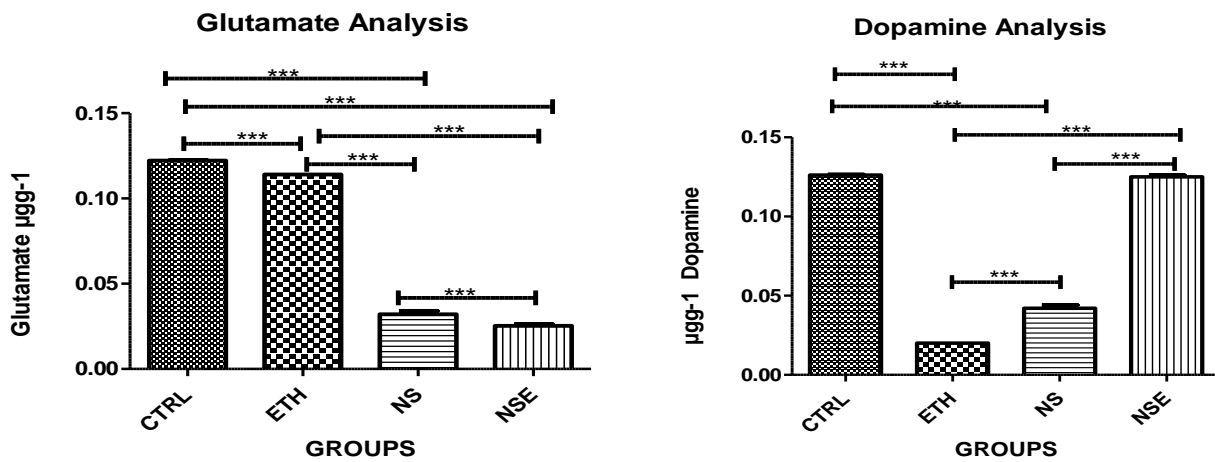 Glutamate Analysis
***
***
***
***
***
***
0.15
0.10
0.05
0.00
Glutamate µgg-1
CTRL
ETH
NS
NSE
GROUPS
Dopamine Analysis
***
***
***
***
***
0.15
0.10
0.05
0.00
µgg-1 Dopamine
CTRL
ETH
NS
NSE
GROUPS